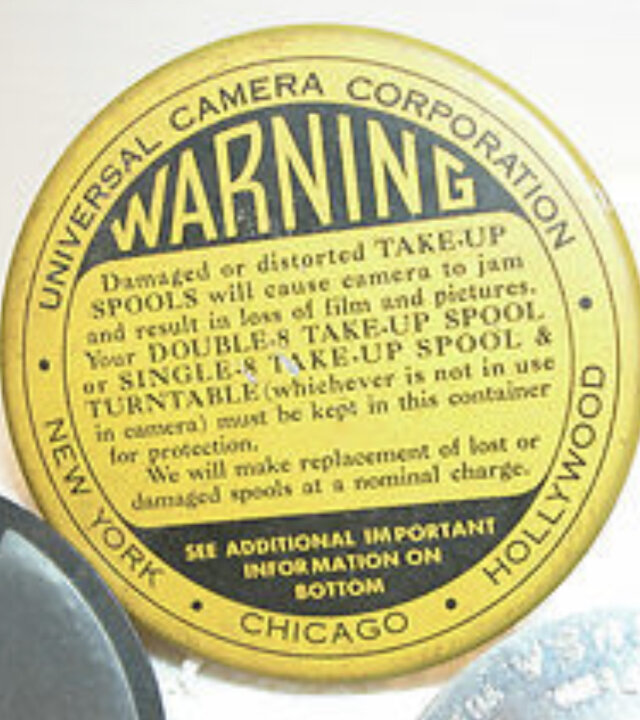 UNIVERSAL CAMERA CORPORATION
WARNING
Damaged or distorted TAKE-UP
SPOOLS will cause camera to jam
and result in loss of film and pictures.
Your DOUBLE-8 TAKE-UP SPOOL
or SINGLE-8 TAKE-UP SPOOL &
TURNTABLE (whichever is not in use
in camera) must be kept in this container
for protection.
We will make replacement of lost or
damaged spools at a nominal charge.
SEE ADDITIONAL IMPORTANT
INFORMATION ON
BOTTOM
NEW YORK • CHICAGO • HOLLYWOOD